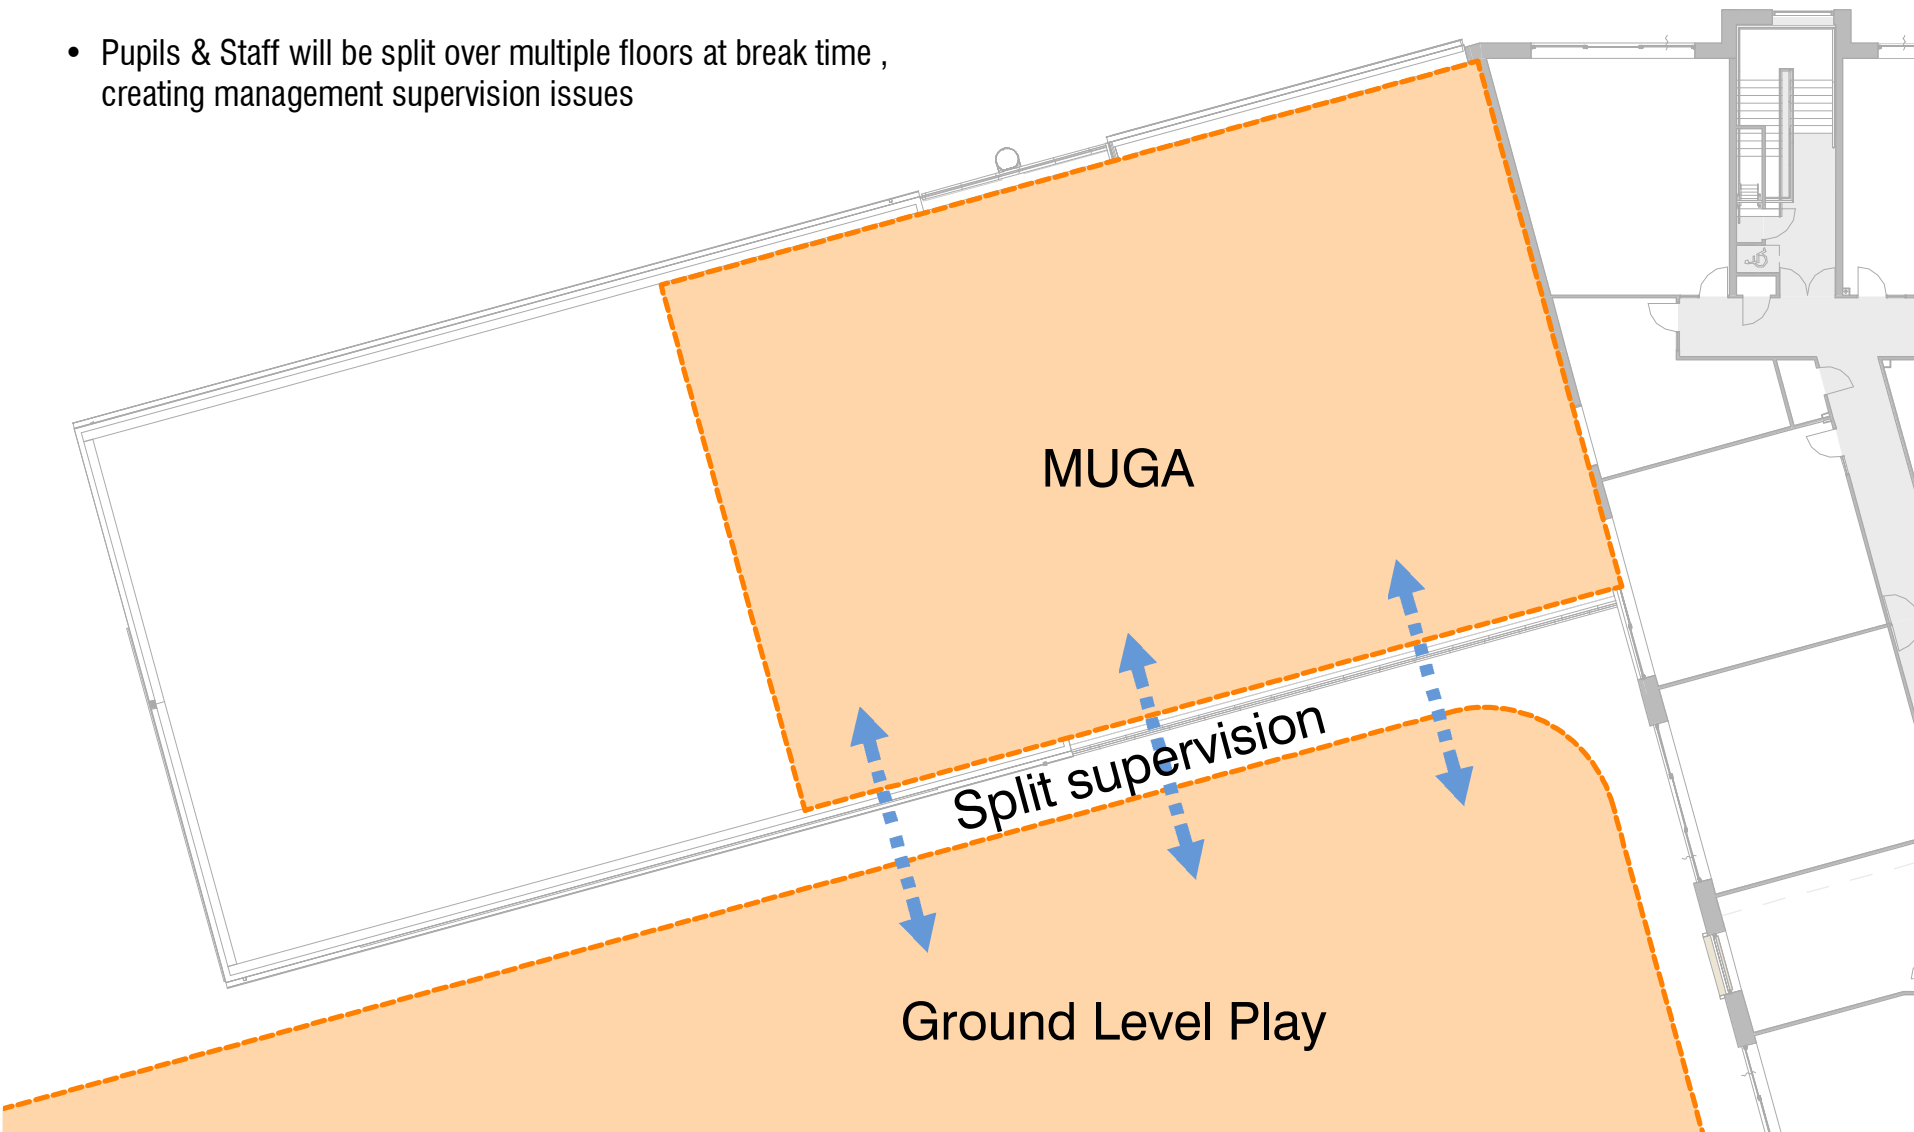 • Pupils & Staff will be split over multiple floors at break time ,
creating management supervision issues
MUGA
Split supervision
Ground Level Play